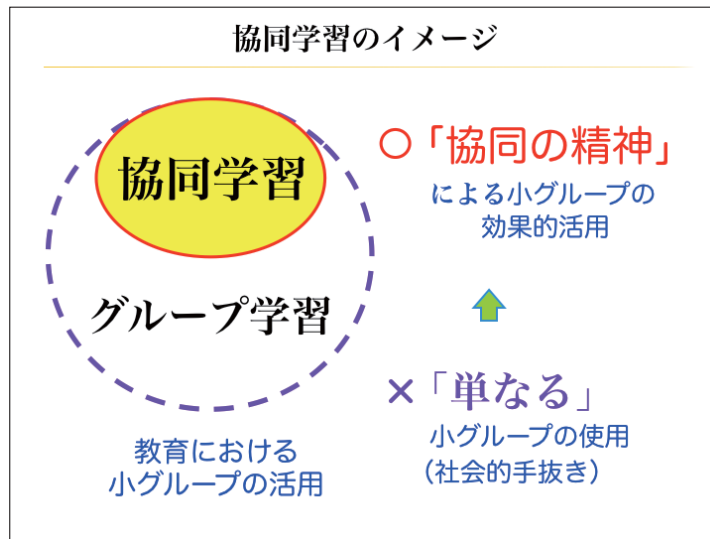 協同学習のイメージ
協同学習
グループ学習
教育における
小グループの活用
○「協同の精神」
による小グループの
効果的活用
×「単なる」
小グループの使用
（社会的手抜き）